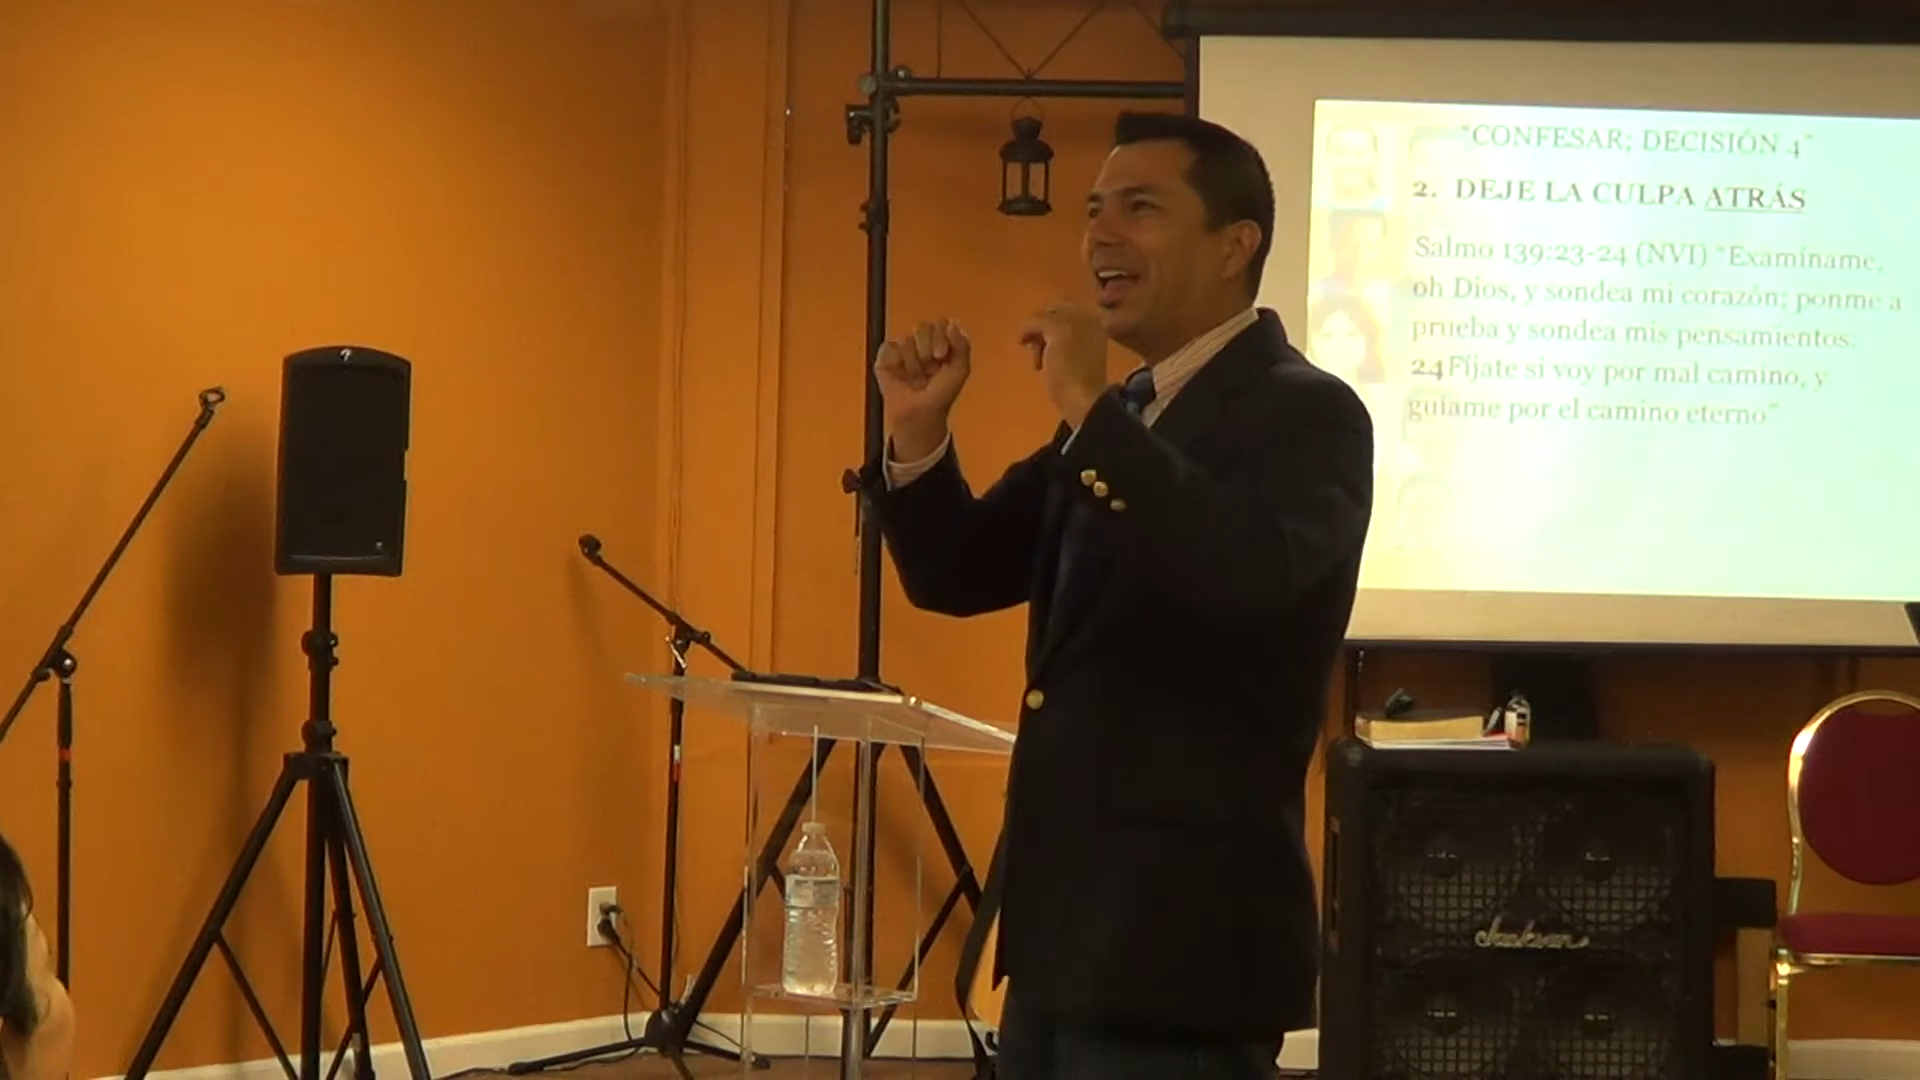 "CONFESAR; DECISIÓN 4"
2. DEJE LA CULPA ATRÁS
Salmo 139:23-24 (NVI) "Examíname,
oh Dios, y sondea mi corazón; ponme a
prueba y sondea mis pensamientos.
24Fíjate si voy por mal camino, y
guíame por el camino eterno"
Jackson